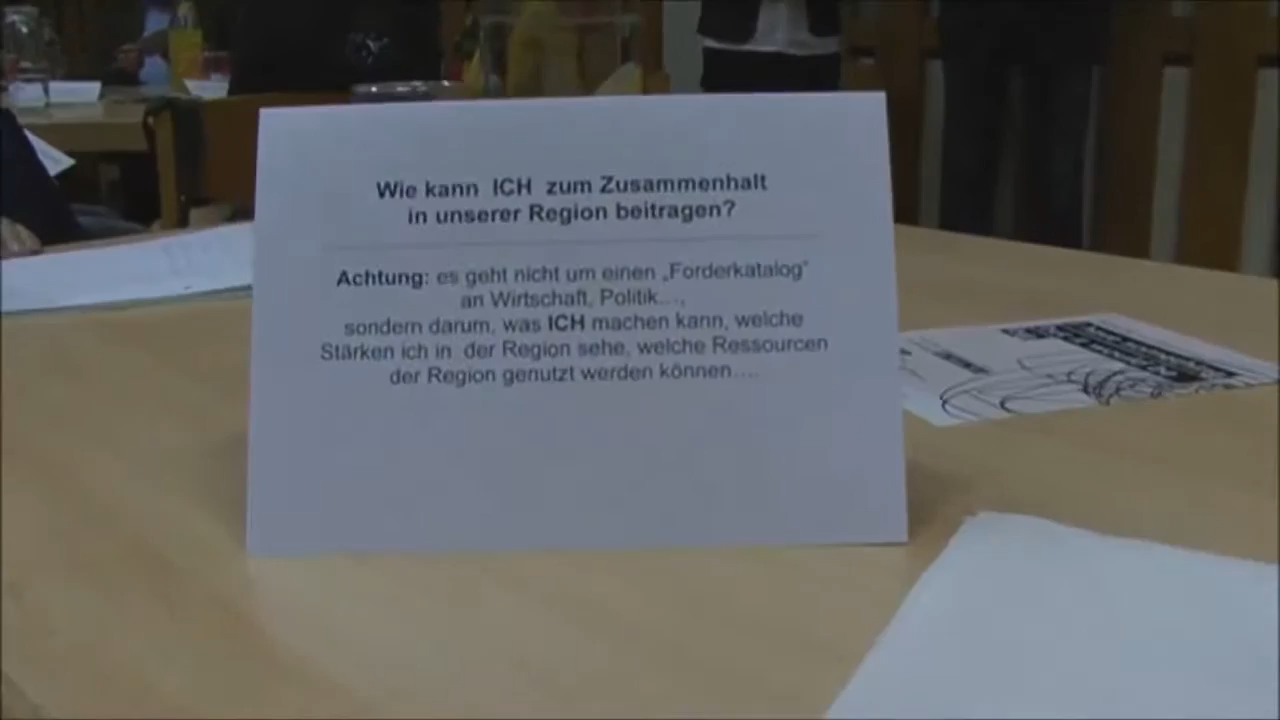 Wie kann ICH zum Zusammenhalt
in unserer Region beitragen?
Achtung: es geht nicht um einen „Forderkatalog“
an Wirtschaft, Politik...,
sondern darum, was ICH machen kann, welche
Stärken ich in der Region sehe, welche Ressourcen
der Region genutzt werden können....